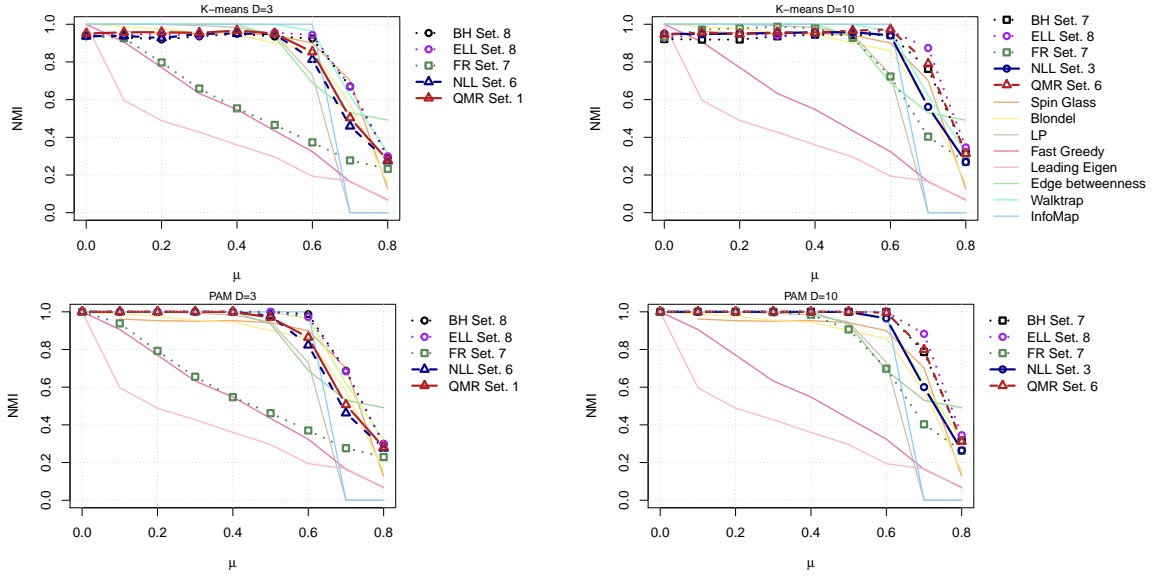 K−means D=3
NMI
1.0
0.8
0.6
0.4
0.2
0.0
0.0 0.2 0.4 0.6 0.8
μ
BH Set. 8
ELL Set. 8
FR Set. 7
NLL Set. 6
QMR Set. 1
K−means D=10
NMI
1.0
0.8
0.6
0.4
0.2
0.0
0.0 0.2 0.4 0.6 0.8
μ
BH Set. 7
ELL Set. 8
FR Set. 7
NLL Set. 3
QMR Set. 6
Spin Glass
Blondel
LP
Fast Greedy
Leading Eigen
Edge betweenness
Walktrap
InfoMap
PAM D=3
NMI
1.0
0.8
0.6
0.4
0.2
0.0
0.0 0.2 0.4 0.6 0.8
μ
BH Set. 8
ELL Set. 8
FR Set. 7
NLL Set. 6
QMR Set. 1
PAM D=10
NMI
1.0
0.8
0.6
0.4
0.2
0.0
0.0 0.2 0.4 0.6 0.8
μ
BH Set. 7
ELL Set. 8
FR Set. 7
NLL Set. 3
QMR Set. 6